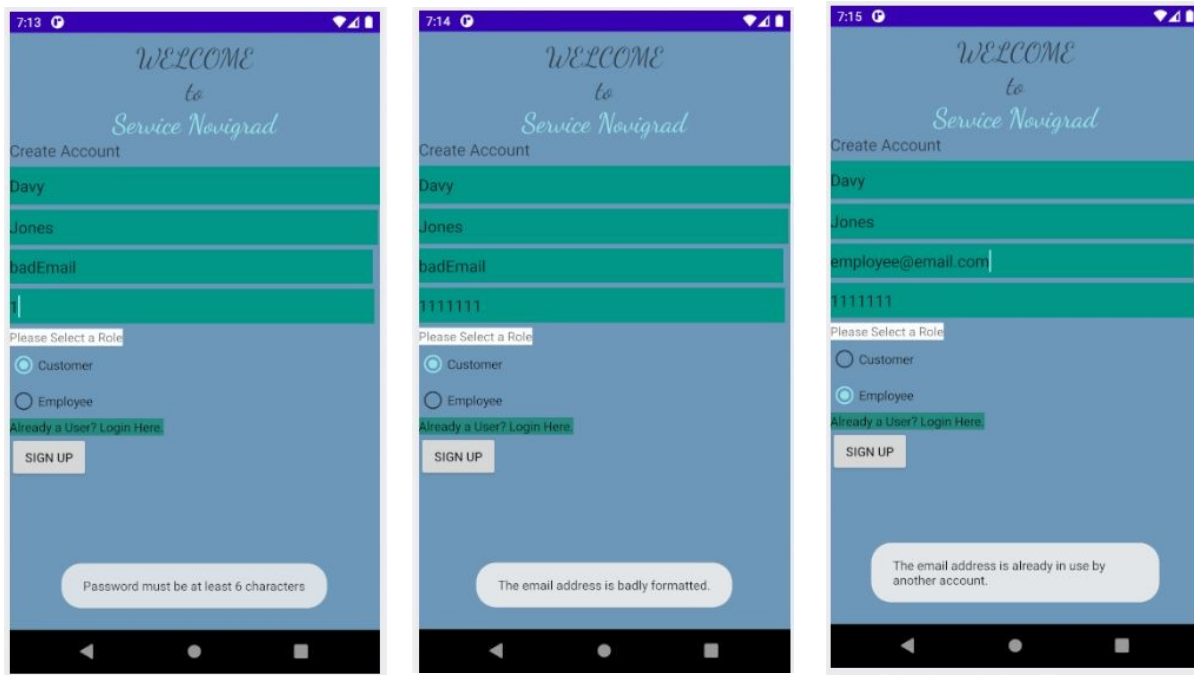 7:13
WELCOME
to
Service Novigrad
Create Account
Davy
Jones
badEmail
1
Please Select a Role
Customer
Employee
Already a User? Login Here.
SIGN UP
Password must be at least 6 characters
7:14
WELCOME
to
Service Novigrad
Create Account
Davy
Jones
badEmail
1111111
Please Select a Role
Customer
Employee
Already a User? Login Here.
SIGN UP
The email address is badly formatted.
7:15
WELCOME
to
Service Novigrad
Create Account
Davy
Jones
employee@email.com
1111111
Please Select a Role
Customer
Employee
Already a User? Login Here.
SIGN UP
The email address is already in use by
another account.